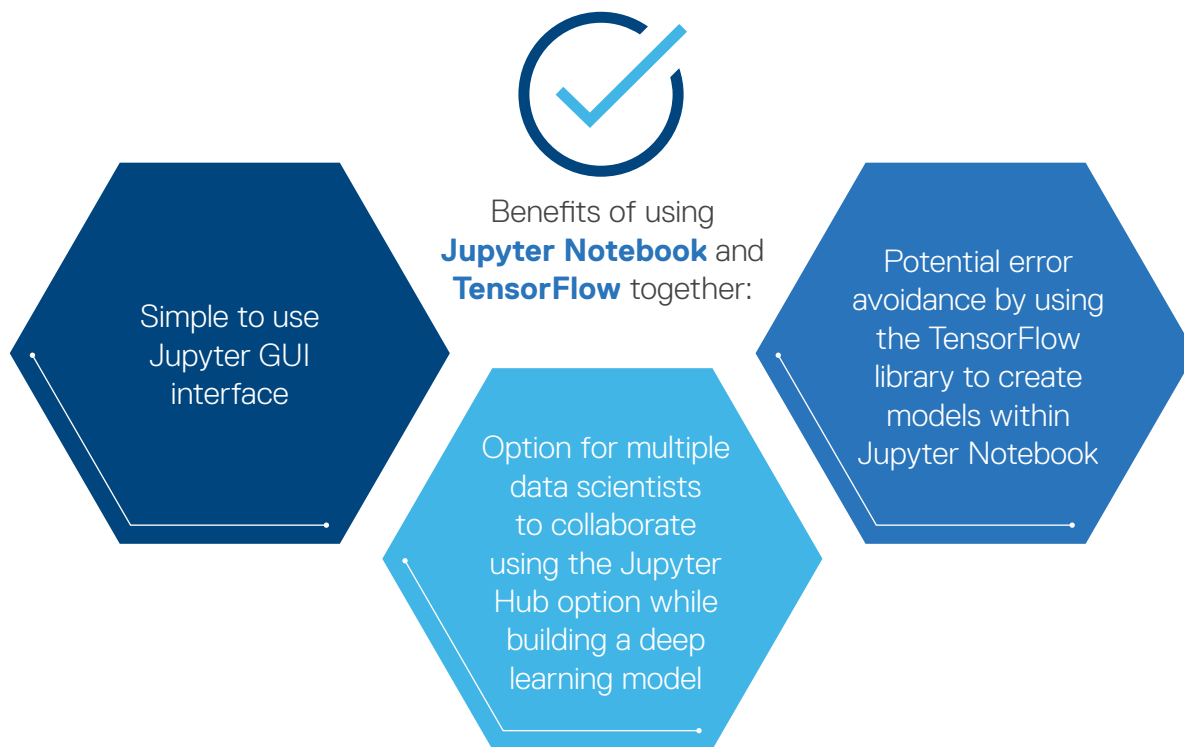 Benefits of using
Jupyter Notebook and
TensorFlow together:
Simple to use
Jupyter GUI
interface
Option for multiple
data scientists
to collaborate
using the Jupyter
Hub option while
building a deep
learning model
Potential error
avoidance by using
the TensorFlow
library to create
models within
Jupyter Notebook